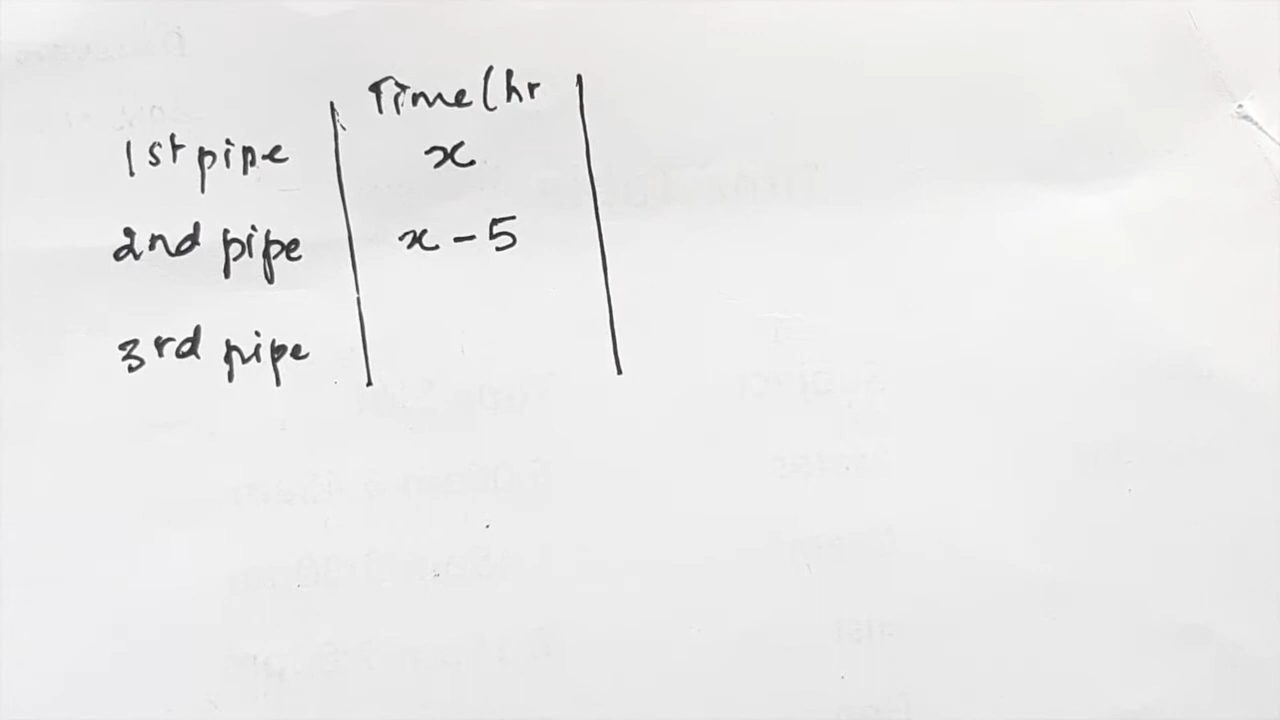 Time (hr
1st pipe x
2nd pipe x - 5
3rd pipe